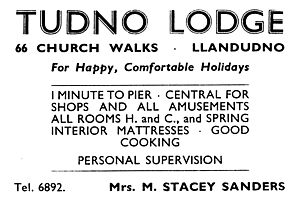 TUDNO LODGE
66 CHURCH WALKS · LLANDUDNO
For Happy, Comfortable Holidays
1 MINUTE TO PIER · CENTRAL FOR
SHOPS AND ALL AMUSEMENTS
ALL ROOMS H. and C., and SPRING
INTERIOR MATTRESSES · GOOD
COOKING
PERSONAL SUPERVISION
Tel. 6892. Mrs. M. STACEY SANDERS